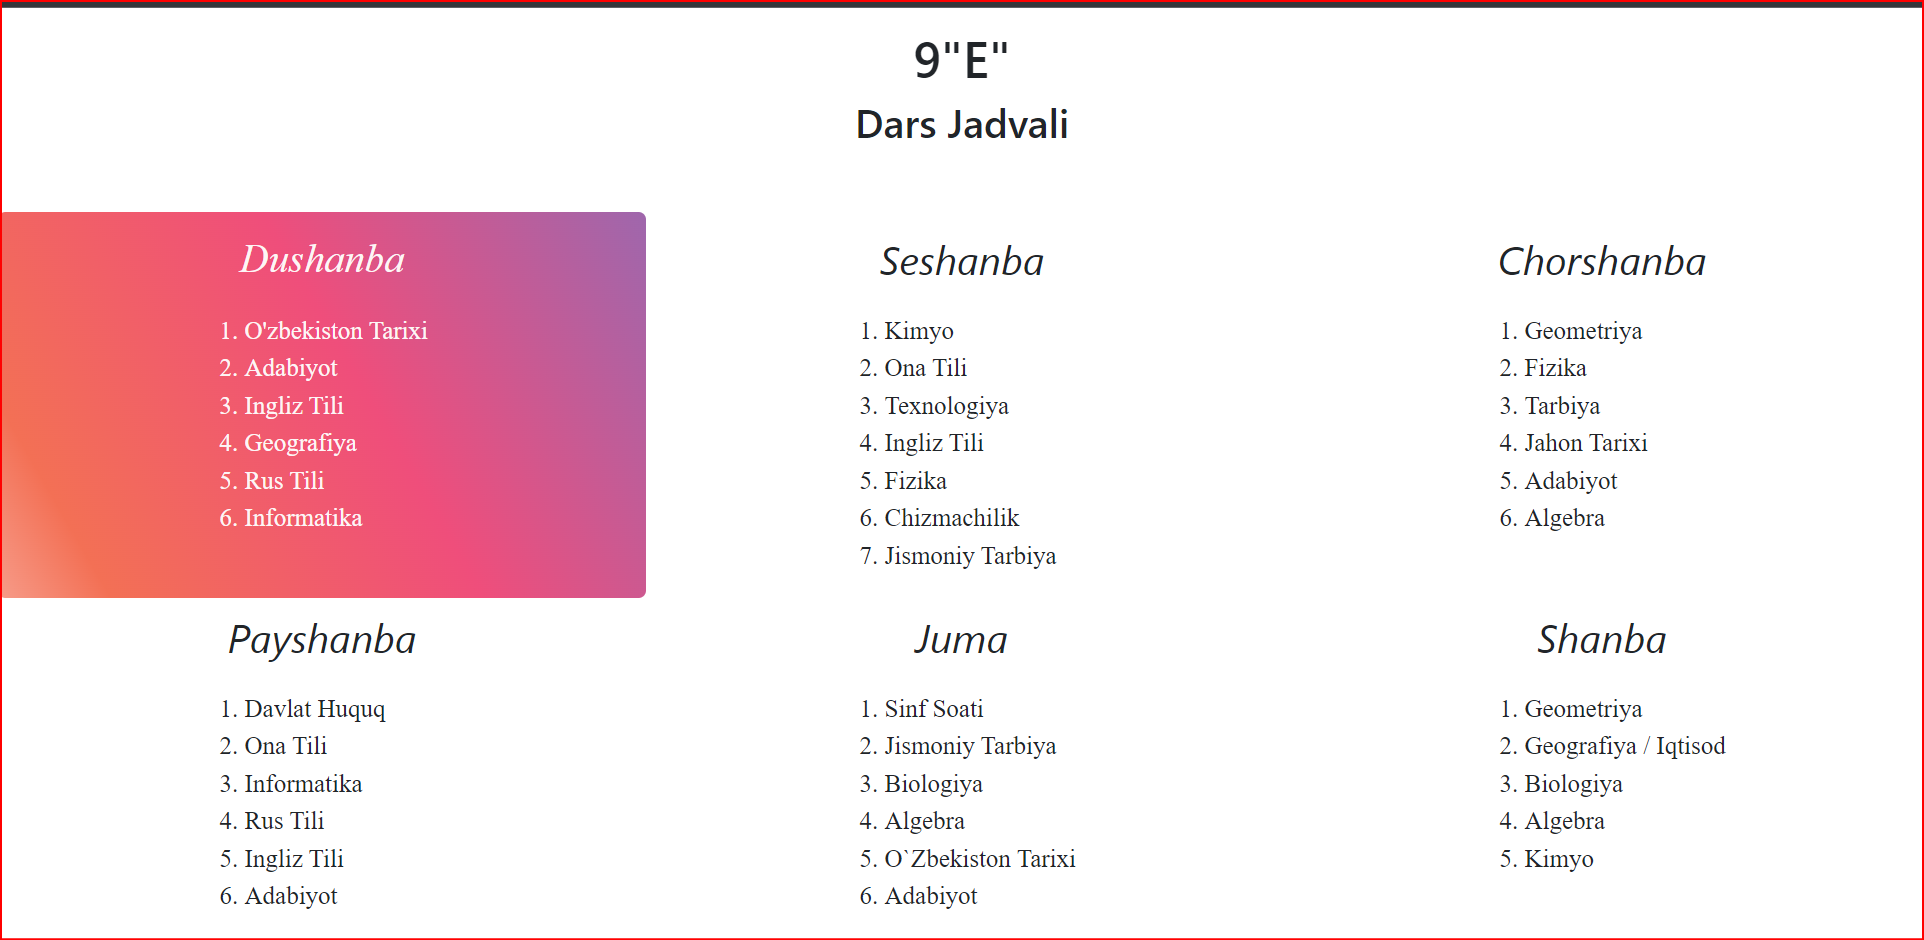 9"E"
Dars Jadvali
Dushanba
1. O'zbekiston Tarixi
2. Adabiyot
3. Ingliz Tili
4. Geografiya
5. Rus Tili
6. Informatika
Seshanba
1. Kimyo
2. Ona Tili
3. Texnologiya
4. Ingliz Tili
5. Fizika
6. Chizmachilik
7. Jismoniy Tarbiya
Chorshanba
1. Geometriya
2. Fizika
3. Tarbiya
4. Jahon Tarixi
5. Adabiyot
6. Algebra
Payshanba
1. Davlat Huquq
2. Ona Tili
3. Informatika
4. Rus Tili
5. Ingliz Tili
6. Adabiyot
Juma
1. Sinf Soati
2. Jismoniy Tarbiya
3. Biologiya
4. Algebra
5. O`Zbekiston Tarixi
6. Adabiyot
Shanba
1. Geometriya
2. Geografiya / Iqtisod
3. Biologiya
4. Algebra
5. Kimyo